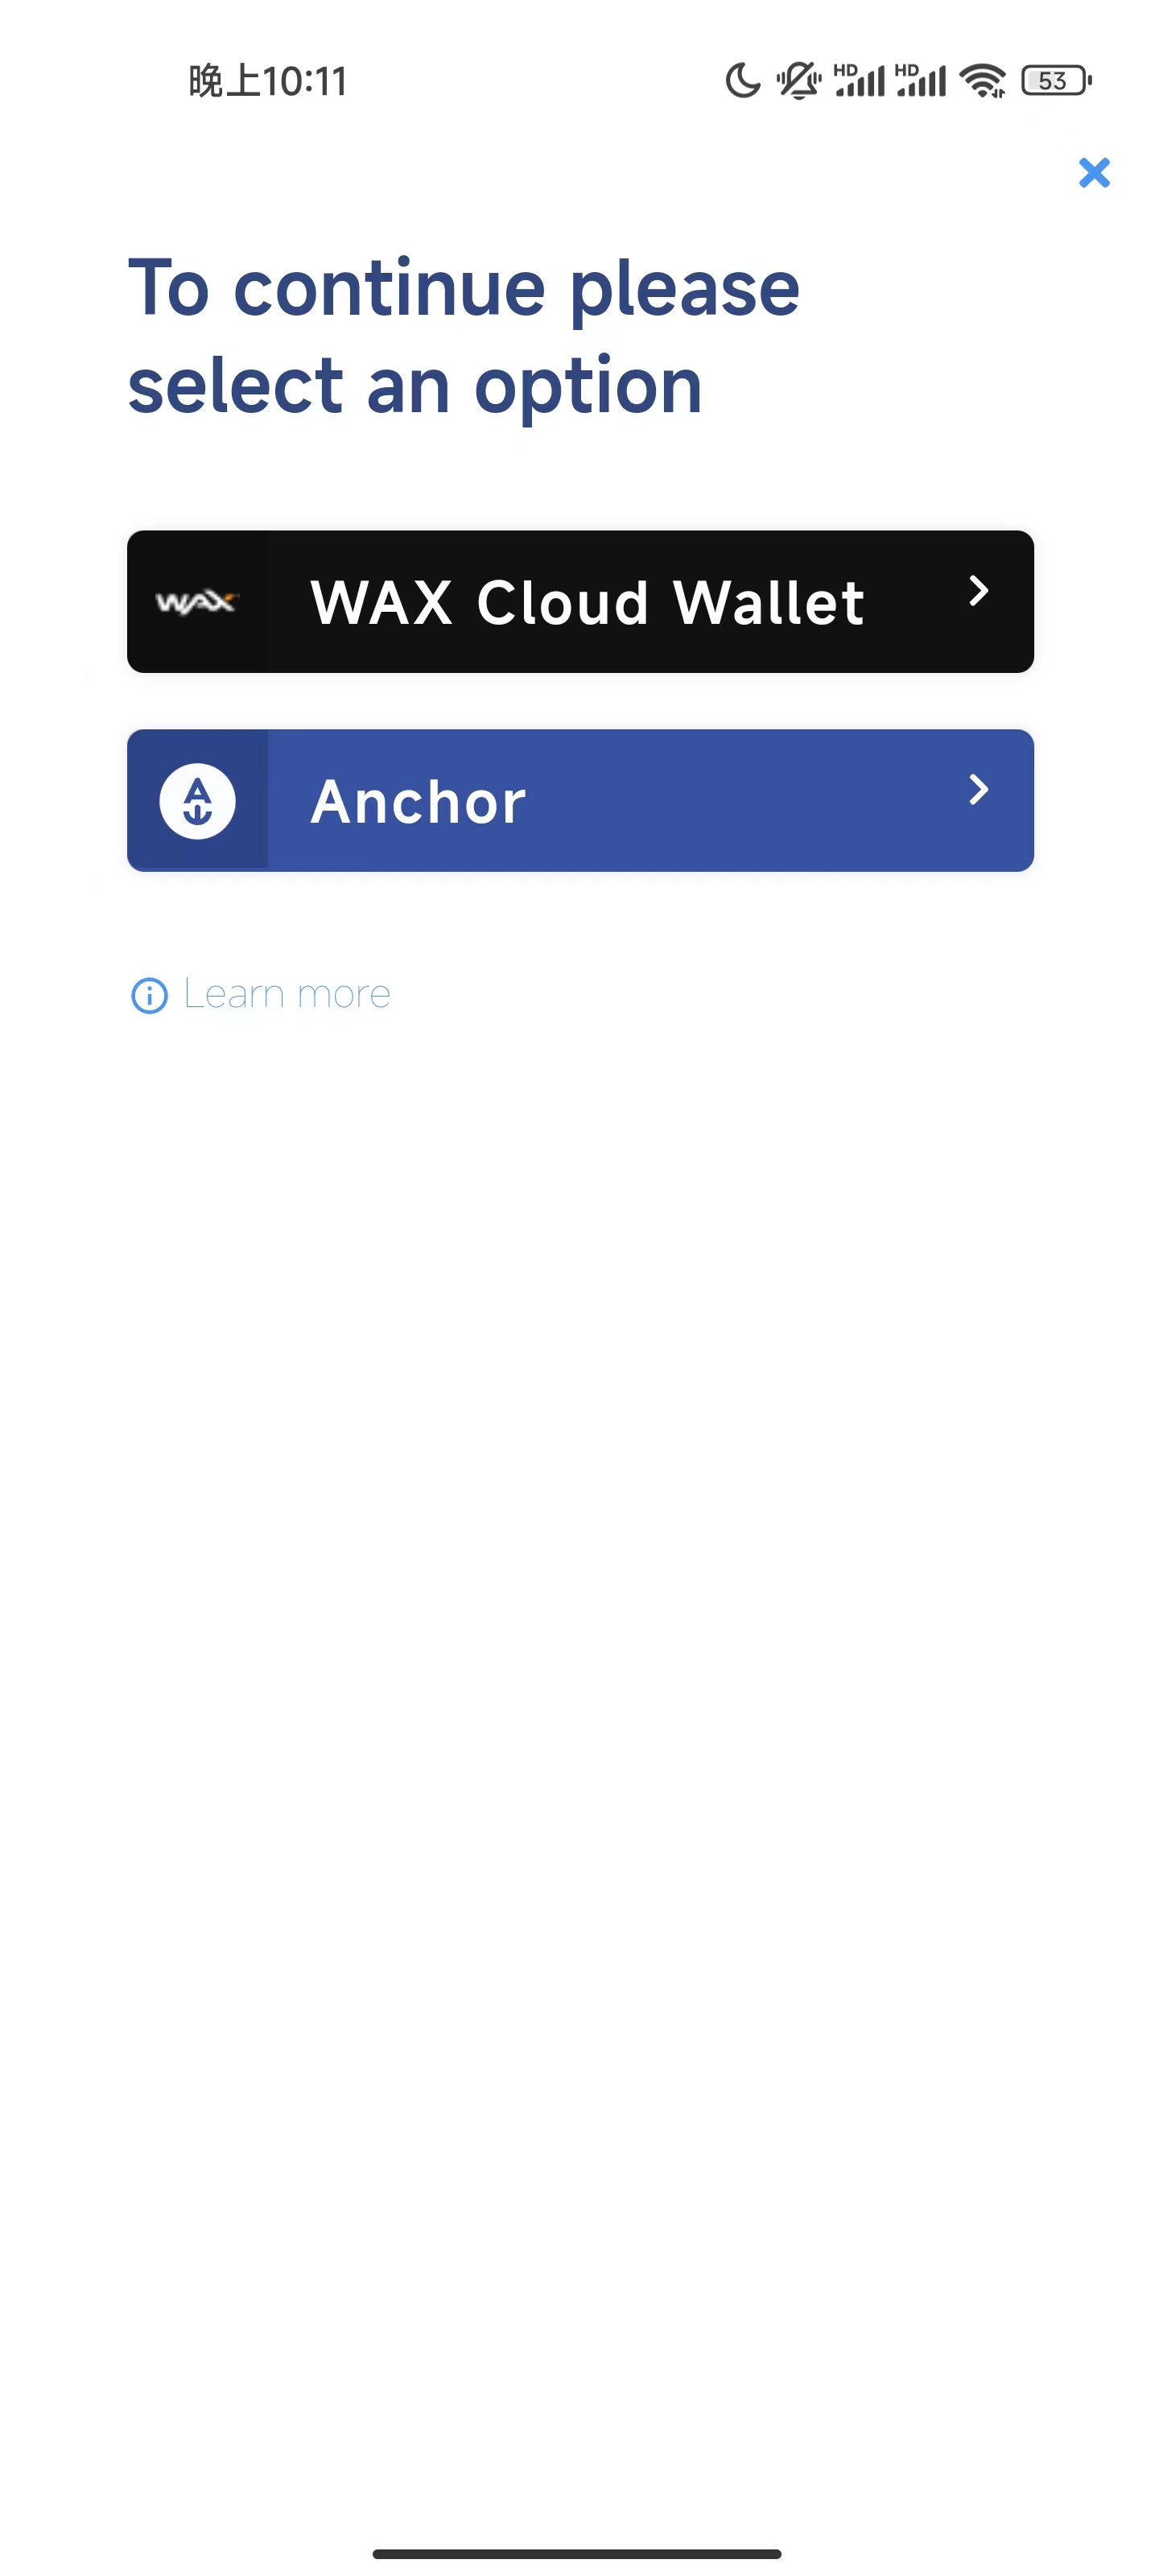 晚上10:11
HD HD 53
To continue please
select an option
WAX WAX Cloud Wallet
Anchor
Learn more